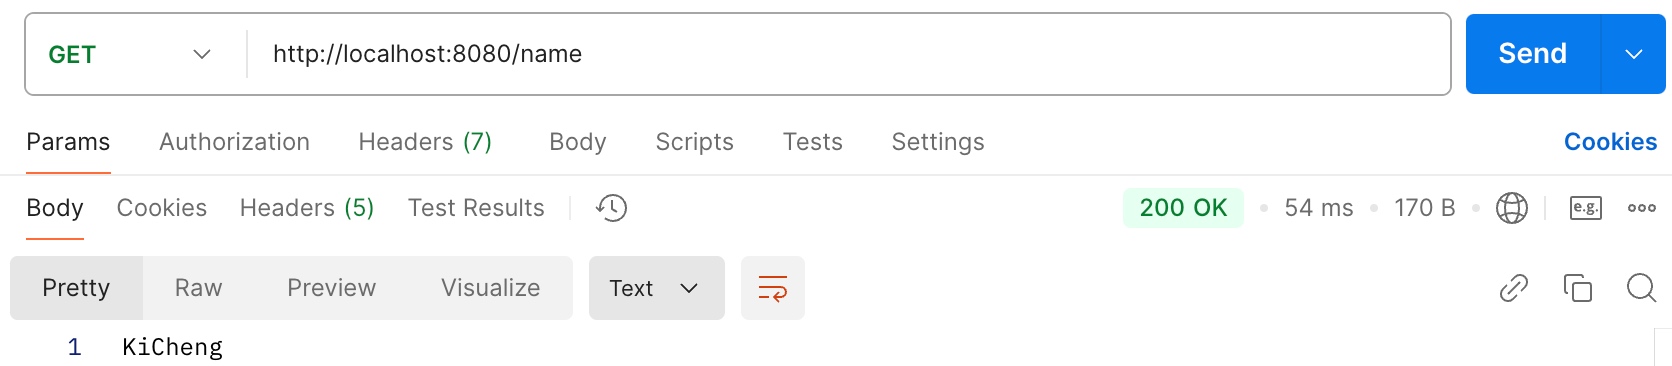 GET http://localhost:8080/name Send
Params Authorization Headers (7) Body Scripts Tests Settings Cookies
Body Cookies Headers (5) Test Results 200 OK 54 ms 170 B e.g.
Pretty Raw Preview Visualize Text
1 KiCheng